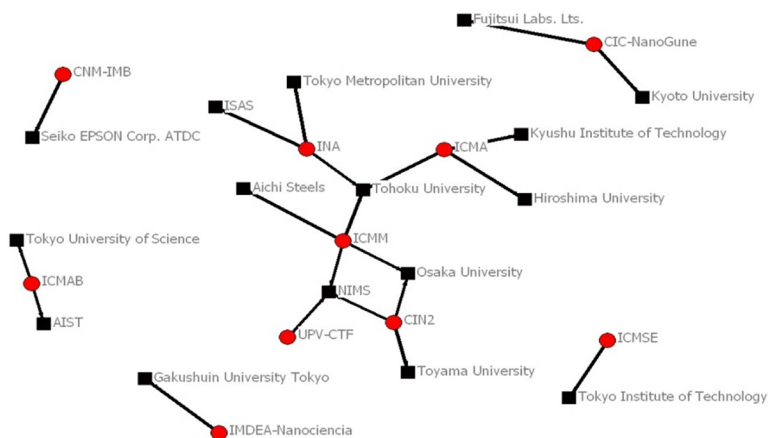 Fujitsui Labs. Lts.
CIC-NanoGune
CNM-IMB
Tokyo Metropolitan University
Kyoto University
ISAS
Seiko EPSON Corp. ATDC
Kyushu Institute of Technology
INA
ICMA
Aichi Steels
Tohoku University
Hiroshima University
Tokyo University of Science
ICMM
Osaka University
ICMAB
NIMS
AIST
CIN2
UPV-CTF
ICMSE
Gakushuin University Tokyo
Toyama University
Tokyo Institute of Technology
IMDEA-Nanociencia